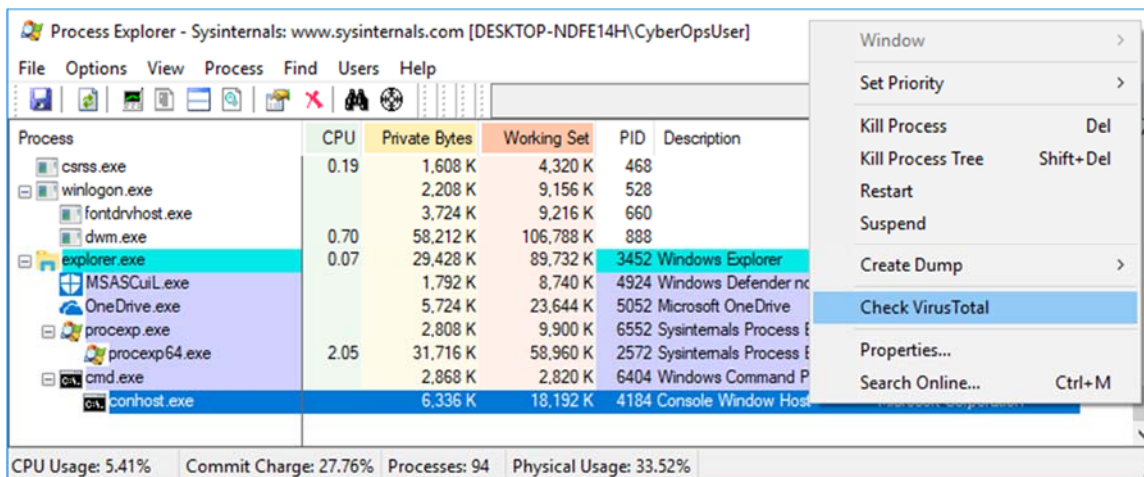 Process Explorer - Sysinternals: www.sysinternals.com [DESKTOP-NDFE14H\CyberOpsUser]
File Options View Process Find Users Help
Process CPU Private Bytes Working Set PID Description
csrss.exe 0.19 1,608 K 4,320 K 468
winlogon.exe 2,208 K 9,156 K 528
fontdrvhost.exe 3,724 K 9,216 K 660
dwm.exe 0.70 58,212 K 106,788 K 888
explorer.exe 0.07 29,428 K 89,732 K 3452 Windows Explorer
MSASCuiL.exe 1,792 K 8,740 K 4924 Windows Defender no
OneDrive.exe 5,724 K 23,644 K 5052 Microsoft OneDrive
procexp.exe 2,808 K 9,900 K 6552 Sysinternals Process E
procexp64.exe 2.05 31,716 K 58,960 K 2572 Sysinternals Process E
cmd.exe 2,868 K 2,820 K 6404 Windows Command P
conhost.exe 6,336 K 18,192 K 4184 Console Window Host
CPU Usage: 5.41% Commit Charge: 27.76% Processes: 94 Physical Usage: 33.52%
Window
Set Priority
Kill Process Del
Kill Process Tree Shift+Del
Restart
Suspend
Create Dump
Check VirusTotal
Properties...
Search Online... Ctrl+M